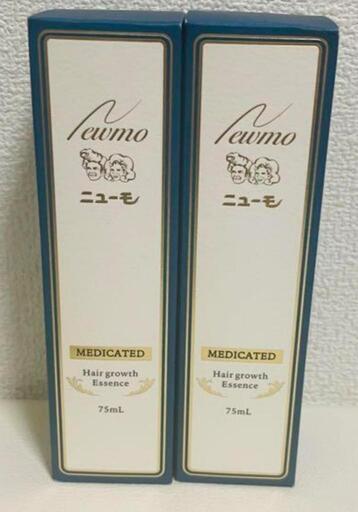 Newmo
ニューモ
MEDICATED
Hair growth
Essence
75mL
Newmo
ニューモ
MEDICATED
Hair growth
Essence
75mL